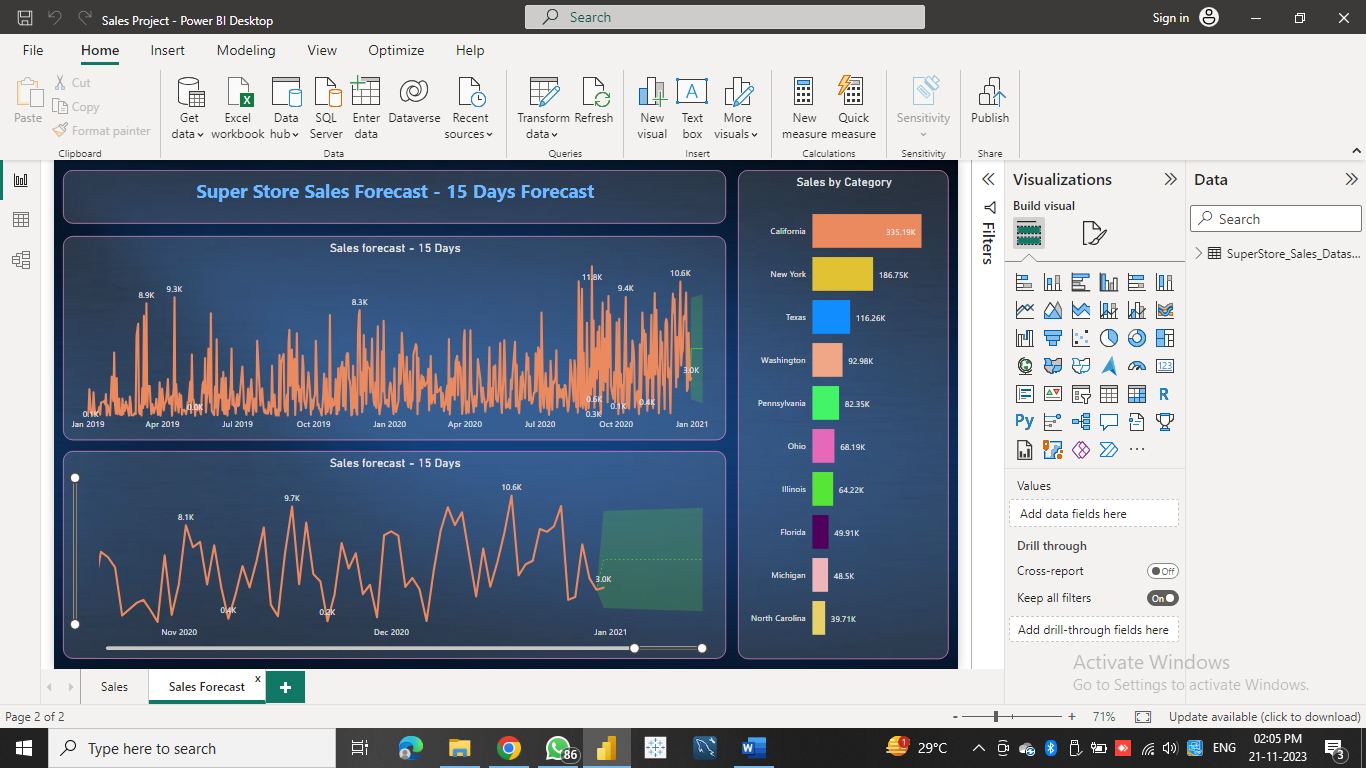 Sales Project - Power BI Desktop
Search
Sign in
File Home Insert Modeling View Optimize Help
Paste
Cut
Copy
Format painter
Clipboard
Get data
Excel workbook
Data hub
SQL Server
Enter data
Dataverse
Recent sources
Data
Transform data
Refresh
Queries
New visual
Text box
More visuals
Insert
New measure
Quick measure
Calculations
Sensitivity
Sensitivity
Publish
Share
Super Store Sales Forecast - 15 Days Forecast
Sales forecast - 15 Days
8.9K
9.3K
8.3K
11.8K
9.4K
10.6K
3.0K
0.1K
0.0K
0.6K
0.3K
0.1K
0.4K
Jan 2019 Apr 2019 Jul 2019 Oct 2019 Jan 2020 Apr 2020 Jul 2020 Oct 2020 Jan 2021
Sales forecast - 15 Days
8.1K
9.7K
10.6K
3.0K
0.4K
0.2K
Nov 2020 Dec 2020 Jan 2021
Sales by Category
California 335.19K
New York 186.75K
Texas 116.26K
Washington 92.98K
Pennsylvania 82.35K
Ohio 68.19K
Illinois 64.22K
Florida 49.91K
Michigan 48.5K
North Carolina 39.71K
Filters
Visualizations
Build visual
123
R
Py
Values
Add data fields here
Drill through
Cross-report Off
Keep all filters On
Add drill-through fields here
Data
Search
SuperStore_Sales_Datas...
Activate Windows
Go to Settings to activate Windows.
Sales
Sales Forecast x
Page 2 of 2
71%
Update available (click to download)
Type here to search
86
1
29°C
ENG
02:05 PM
21-11-2023
3